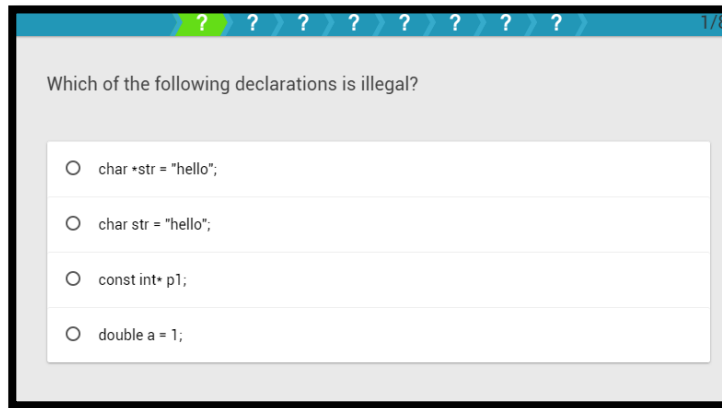 ? ? ? ? ? ? ? ? 1/8
Which of the following declarations is illegal?
char *str = "hello";
char str = "hello";
const int* p1;
double a = 1;